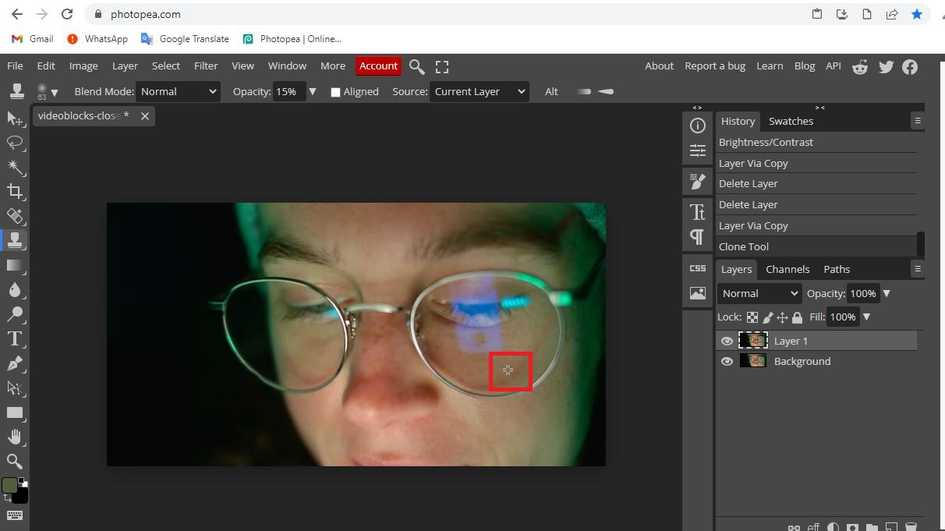 photopea.com
Gmail WhatsApp Google Translate Photopea | Online...
File Edit Image Layer Select Filter View Window More Account About Report a bug Learn Blog API
63 Blend Mode: Normal Opacity: 15% Aligned Source: Current Layer Alt
videoblocks-close *
History Swatches
Brightness/Contrast
Layer Via Copy
Delete Layer
Delete Layer
Layer Via Copy
Clone Tool
Layers Channels Paths
Normal Opacity: 100%
Lock: Fill: 100%
Layer 1
Background
CSS
eff